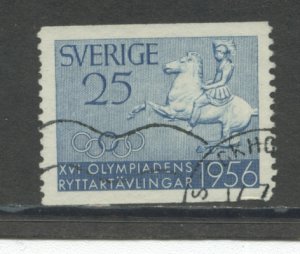 SVERIGE
25
XVI OLYMPIADENS
RYTTARTÄVLINGAR 1956